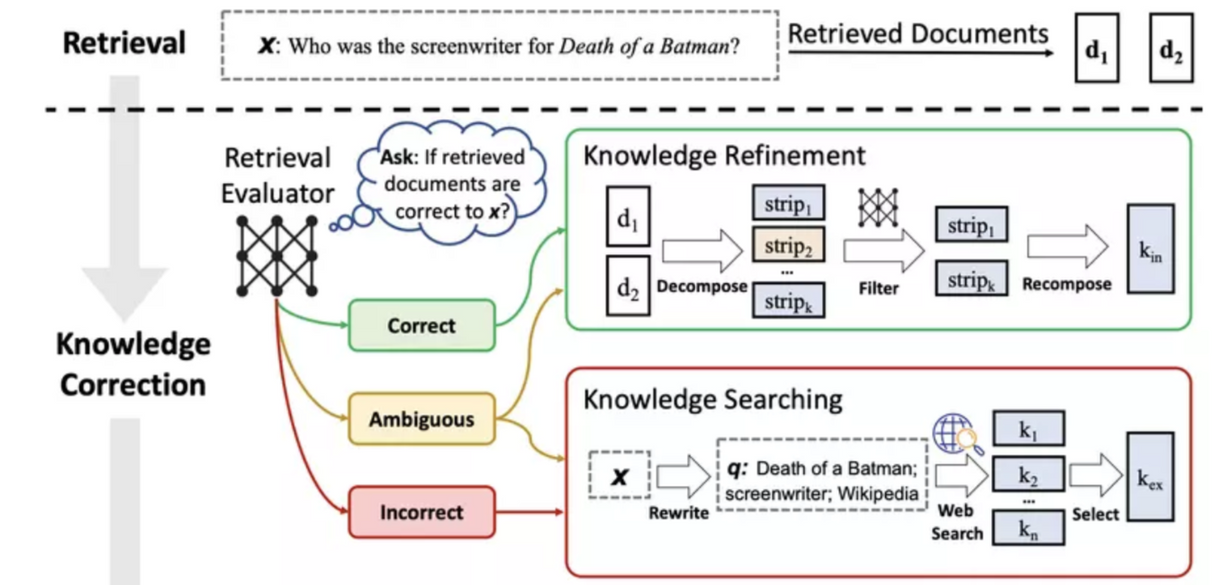 Retrieval
x: Who was the screenwriter for Death of a Batman?
Retrieved Documents
d1
d2
Retrieval
Evaluator
Ask: If retrieved
documents are
correct to x?
Knowledge
Correction
Correct
Ambiguous
Incorrect
Knowledge Refinement
d1
d2
Decompose
strip1
strip2
...
stripk
Filter
strip1
stripk
Recompose
kin
Knowledge Searching
x
Rewrite
q: Death of a Batman;
screenwriter; Wikipedia
Web
Search
k1
k2
...
kn
Select
kex